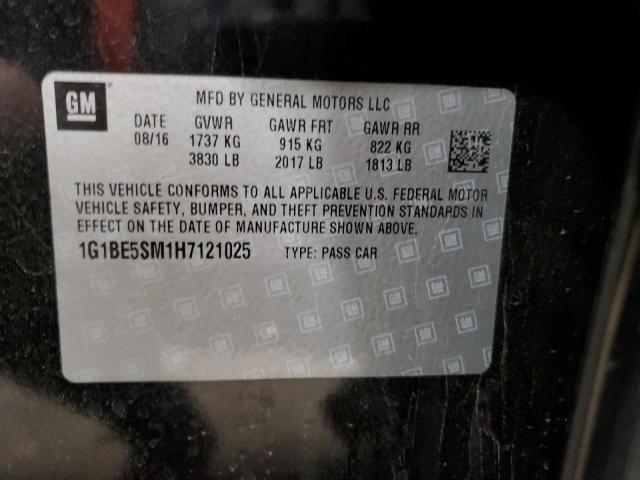 GM
MFD BY GENERAL MOTORS LLC
DATE GVWR GAWR FRT GAWR RR
08/16 1737 KG 915 KG 822 KG
3830 LB 2017 LB 1813 LB
THIS VEHICLE CONFORMS TO ALL APPLICABLE U.S. FEDERAL MOTOR
VEHICLE SAFETY, BUMPER, AND THEFT PREVENTION STANDARDS IN
EFFECT ON THE DATE OF MANUFACTURE SHOWN ABOVE.
1G1BE5SM1H7121025 TYPE: PASS CAR